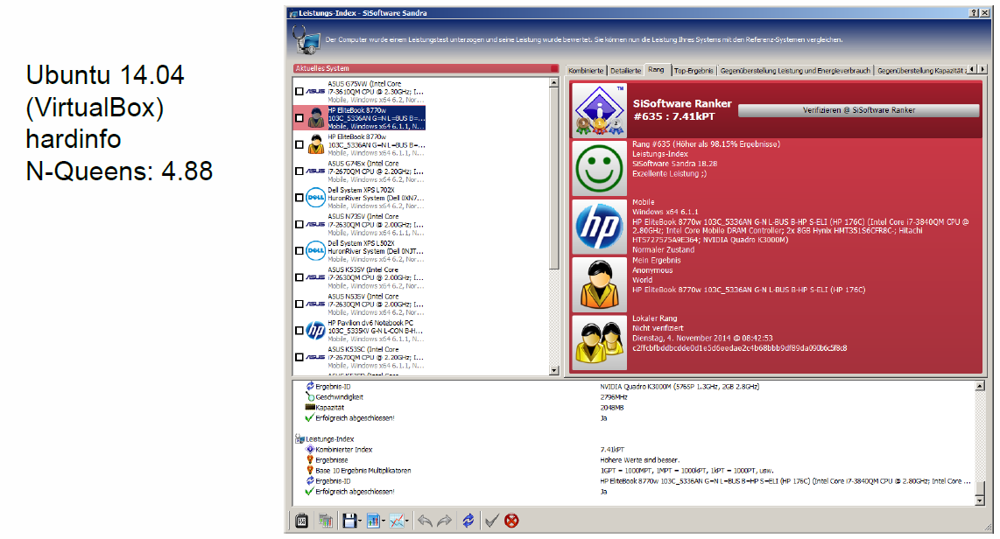 Ubuntu 14.04
(VirtualBox)
hardinfo
N-Queens: 4.88
Leistungs-Index - SiSoftware Sandra
Der Computer wurde einem Leistungstest unterzogen und seine Leistung wurde bewertet. Sie können nun die Leistung Ihres Systems mit den Referenz-Systemen vergleichen.
Aktuelles System
ASUS G75VW (Intel Core
i7-3610QM CPU @ 2.30GHz; I...
HP EliteBook 8770w
103C_5336AN G=N L=BUS B=...
Mobile, Windows x64 6.1.1, N...
HP EliteBook 8770w
103C_5336AN G=N L=BUS B=...
Mobile, Windows x64 6.1.1, N...
ASUS G74Sx (Intel Core
i7-2670QM CPU @ 2.20GHz; I...
Mobile, Windows x64 6.2, Nor...
Dell System XPS L702X
HuronRiver System (Dell 0XN7...
Mobile, Windows x64 6.2, Nor...
ASUS N73SV (Intel Core
i7-2630QM CPU @ 2.00GHz; I...
Mobile, Windows x64 6.1.1, N...
Dell System XPS L502X
HuronRiver System (Dell 0NJT...
Mobile, Windows x64 6.2, Nor...
ASUS K53SV (Intel Core
i7-2630QM CPU @ 2.00GHz; I...
Mobile, Windows x64 6.2, Nor...
ASUS N53SV (Intel Core
i7-2630QM CPU @ 2.00GHz; I...
Mobile, Windows x64 6.2, Nor...
HP Pavilion dv6 Notebook PC
103C_5335KV G=N L=CON B=H...
Mobile, Windows x64 6.1.1, N...
ASUS K53SC (Intel Core
i7-2670QM CPU @ 2.20GHz; I...
Mobile, Windows x64 6.2, Nor...
Kombinierte Detaillierte Rang Top-Ergebnis Gegenüberstellung Leistung und Energieverbrauch Gegenüberstellung Kapazität
SiSoftware Ranker
#635 : 7.41kPT
Verifizieren @ SiSoftware Ranker
Rang #635 (Höher als 98.15% Ergebnisse)
Leistungs-Index
SiSoftware Sandra 18.28
Exzellente Leistung ;)
Mobile
Windows x64 6.1.1
HP EliteBook 8770w 103C_5336AN G-N L-BUS B-HP S-ELI (HP 176C) (Intel Core i7-3840QM CPU @
2.80GHz; Intel Core Mobile DRAM Controller; 2x 8GB Hynix HMT351S6CFR8C-; Hitachi
HTS727575A9E364; NVIDIA Quadro K3000M)
Normaler Zustand
Mein Ergebnis
Anonymous
World
HP EliteBook 8770w 103C_5336AN G-N L-BUS B-HP S-ELI (HP 176C)
Lokaler Rang
Nicht verifiziert
Dienstag, 4. November 2014 @ 08:42:53
Ergebnis-ID NVIDIA Quadro K3000M (576SP 1.3GHz, 2GB 2.8GHz)
Geschwindigkeit 2796MHz
Kapazität 2048MB
Erfolgreich abgeschlossen! Ja
Leistungs-Index
Kombinierter Index 7.41kPT
Ergebnisse Höhere Werte sind besser.
Base 10 Ergebnis Multiplikatoren 1GPT = 1000MPT, 1MPT = 1000kPT, 1kPT = 1000PT, usw.
Ergebnis-ID HP EliteBook 8770w 103C_5336AN G=N L=BUS B=HP S=ELI (HP 176C) (Intel Core i7-3840QM CPU @ 2.80GHz; Intel Core ...
Erfolgreich abgeschlossen! Ja